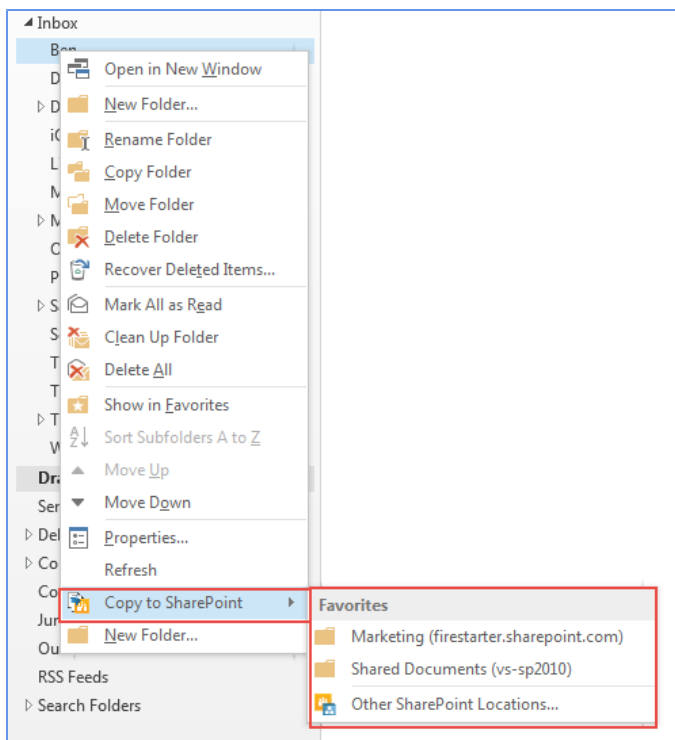 Inbox
Ben
Open in New Window
New Folder...
Rename Folder
Copy Folder
Move Folder
Delete Folder
Recover Deleted Items...
Mark All as Read
Clean Up Folder
Delete All
Show in Favorites
Sort Subfolders A to Z
Move Up
Move Down
Properties...
Refresh
Copy to SharePoint
New Folder...
Favorites
Marketing (firestarter.sharepoint.com)
Shared Documents (vs-sp2010)
Other SharePoint Locations...
RSS Feeds
Search Folders